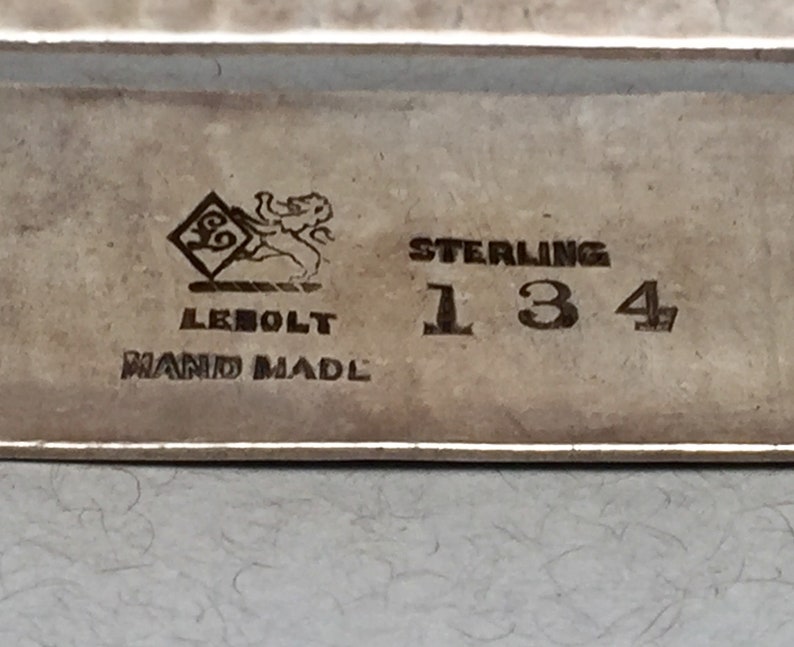 L
LEBOLT
HAND MADE
STERLING
134